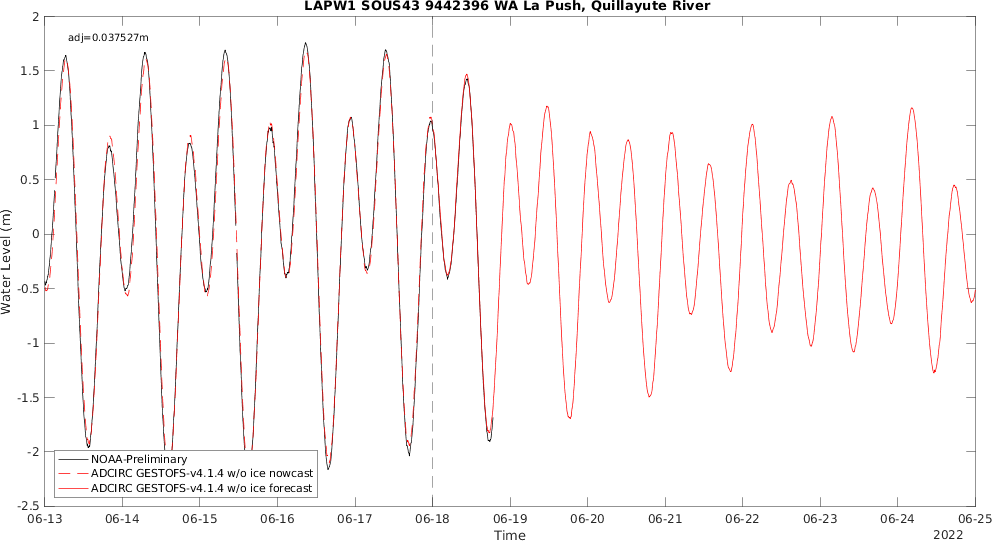 LAPW1 SOUS43 9442396 WA La Push, Quillayute River
adj=0.037527m
2
1.5
1
0.5
0
-0.5
-1
-1.5
-2
-2.5
Water Level (m)
NOAA-Preliminary
ADCIRC GESTOFS-v4.1.4 w/o ice nowcast
ADCIRC GESTOFS-v4.1.4 w/o ice forecast
06-13 06-14 06-15 06-16 06-17 06-18 06-19 06-20 06-21 06-22 06-23 06-24 06-25
Time
2022